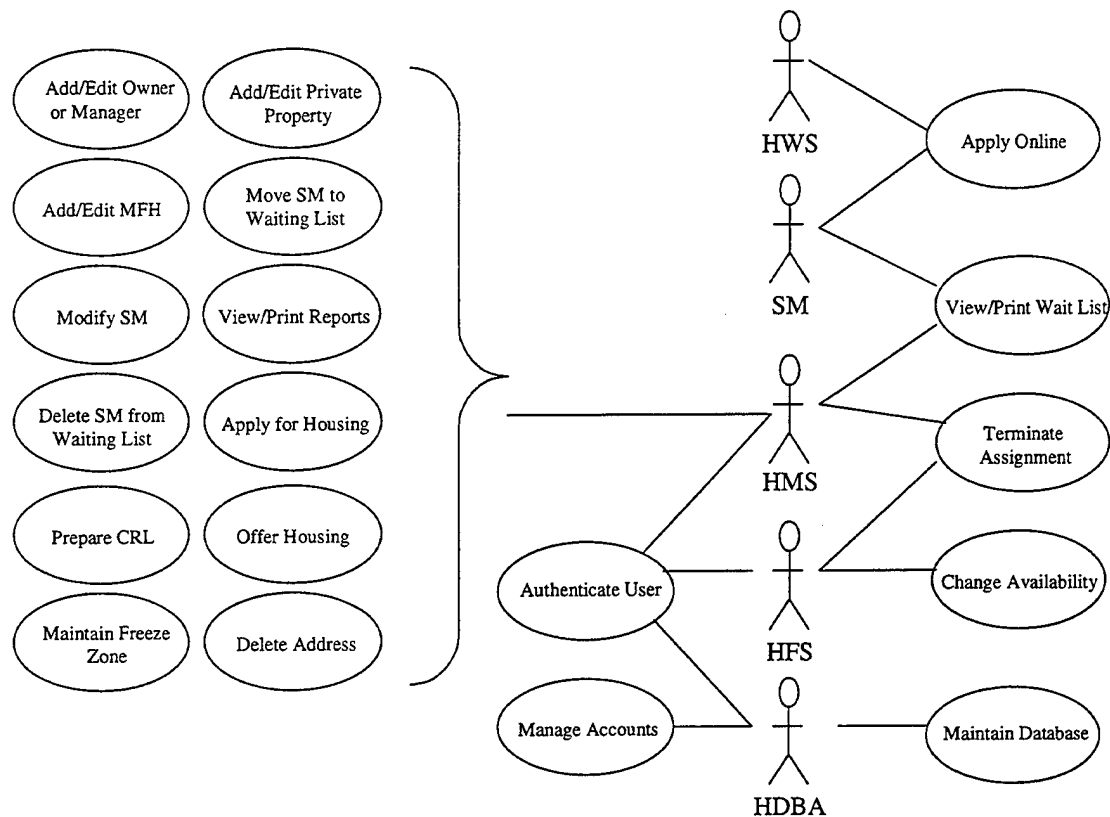 Add/Edit Owner
or Manager
Add/Edit Private
Property
Add/Edit MFH
Move SM to
Waiting List
Modify SM
View/Print Reports
Delete SM from
Waiting List
Apply for Housing
Prepare CRL
Offer Housing
Maintain Freeze
Zone
Delete Address
HWS
SM
HMS
HFS
HDBA
Authenticate User
Manage Accounts
Apply Online
View/Print Wait List
Terminate
Assignment
Change Availability
Maintain Database